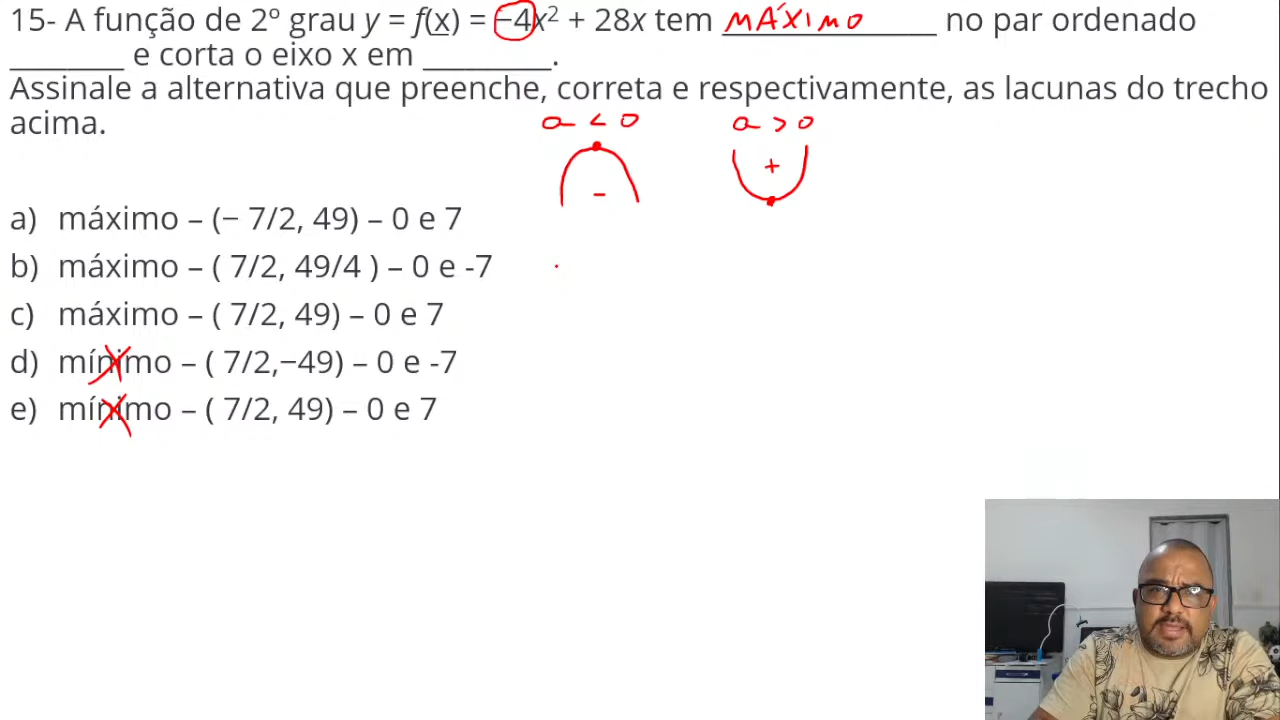 15- A função de 2º grau y = f(x) = −4x² + 28x tem MÁXIMO no par ordenado
________ e corta o eixo x em _________.
Assinale a alternativa que preenche, correta e respectivamente, as lacunas do trecho
acima.
a < 0 a > 0
+
-
a) máximo – (− 7/2, 49) – 0 e 7
b) máximo – ( 7/2, 49/4 ) – 0 e -7
c) máximo – ( 7/2, 49) – 0 e 7
d) mínimo – ( 7/2,−49) – 0 e -7
e) mínimo – ( 7/2, 49) – 0 e 7